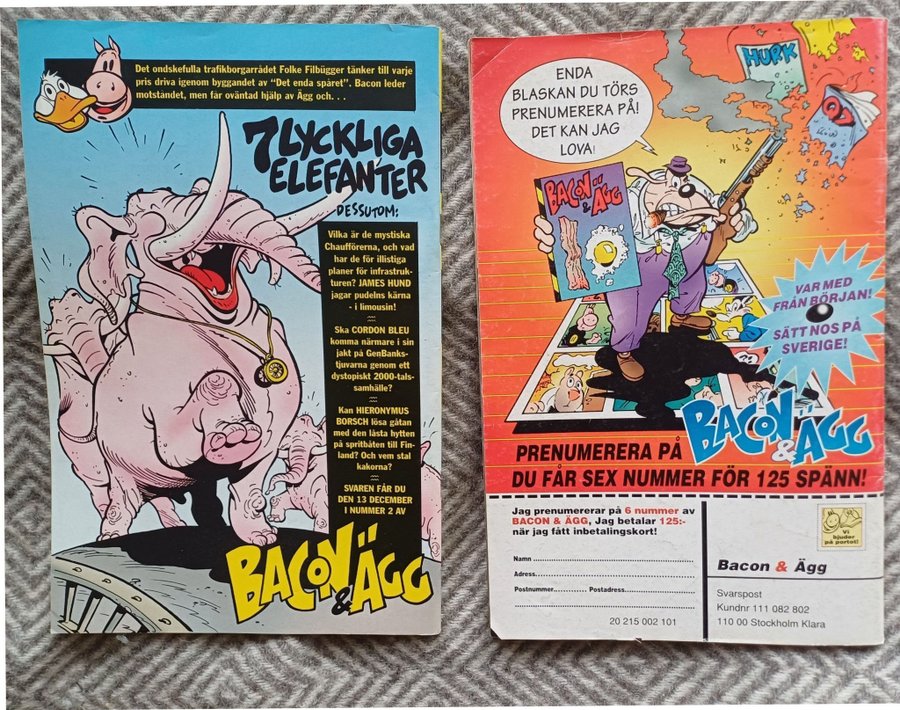 Det ondskefulla trafikborgarrådet Folke Filbügger tänker till varje
pris driva igenom byggandet av "Det enda spåret". Bacon leder
motståndet, men får oväntad hjälp av Ägg och. . .
7 LYCKLIGA
ELEFANTER
DESSUTOM:
Vilka är de mystiska
Chaufförerna, och vad
har de för illistiga
planer för infrastruk-
turen? JAMES HUND
jagar pudelns kärna
- i limousin!
Ska CORDON BLEU
komma närmare i sin
jakt på GenBanks-
tjuvarna genom ett
dystopiskt 2000-tals-
samhälle?
Kan HIERONYMUS
BORSCH lösa gåtan
med den låsta hytten
på spritbåten till Fin-
land? Och vem stal
kakorna?
SVAREN FÅR DU
DEN 13 DECEMBER
I NUMMER 2 AV
BACON
& ÄGG
HURK
ENDA
BLASKAN DU TÖRS
PRENUMERERA PÅ!
DET KAN JAG
LOVA!
BACON
& ÄGG
VAR MED
FRÅN BÖRJAN!
SÄTT NOS PÅ
SVERIGE!
PRENUMERERA PÅ BACON & ÄGG
DU FÅR SEX NUMMER FÖR 125 SPÄNN!
Jag prenumererar på 6 nummer av
BACON & ÄGG, Jag betalar 125:-
när jag fått inbetalingskort!
Namn
Adress
Postnummer Postadress
20 215 002 101
Vi
bjuder
på portot!
Bacon & Ägg
Svarspost
Kundnr 111 082 802
110 00 Stockholm Klara